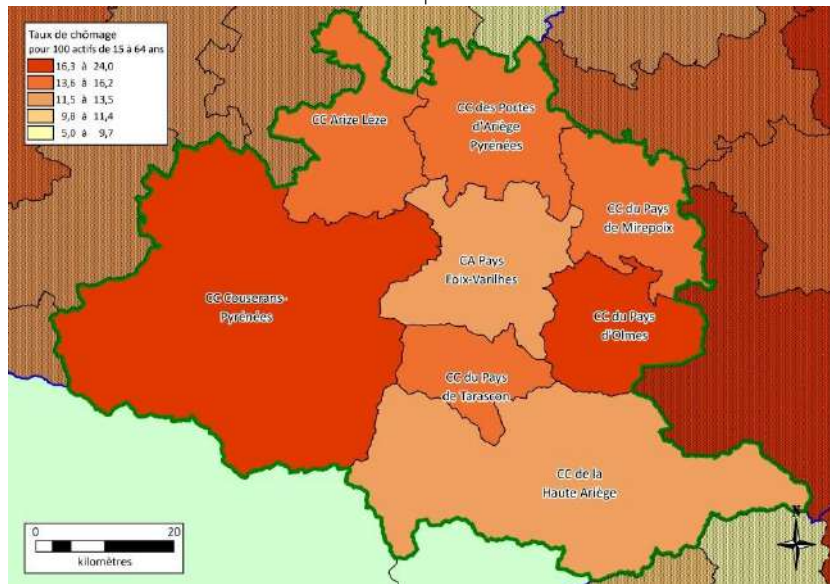 Taux de chômage
pour 100 actifs de 15 à 64 ans
16,3 à 24,0
13,6 à 16,2
11,5 à 13,5
9,8 à 11,4
5,0 à 9,7
CC Arize Lèze
CC des Portes
d'Ariège
Pyrénées
CC du Pays
de Mirepoix
CA Pays
Foix-Varilhes
CC Couserans-
Pyrénées
CC du Pays
d'Olmes
CC du Pays
de Tarascon
CC de la
Haute Ariège
0 20
kilomètres
N